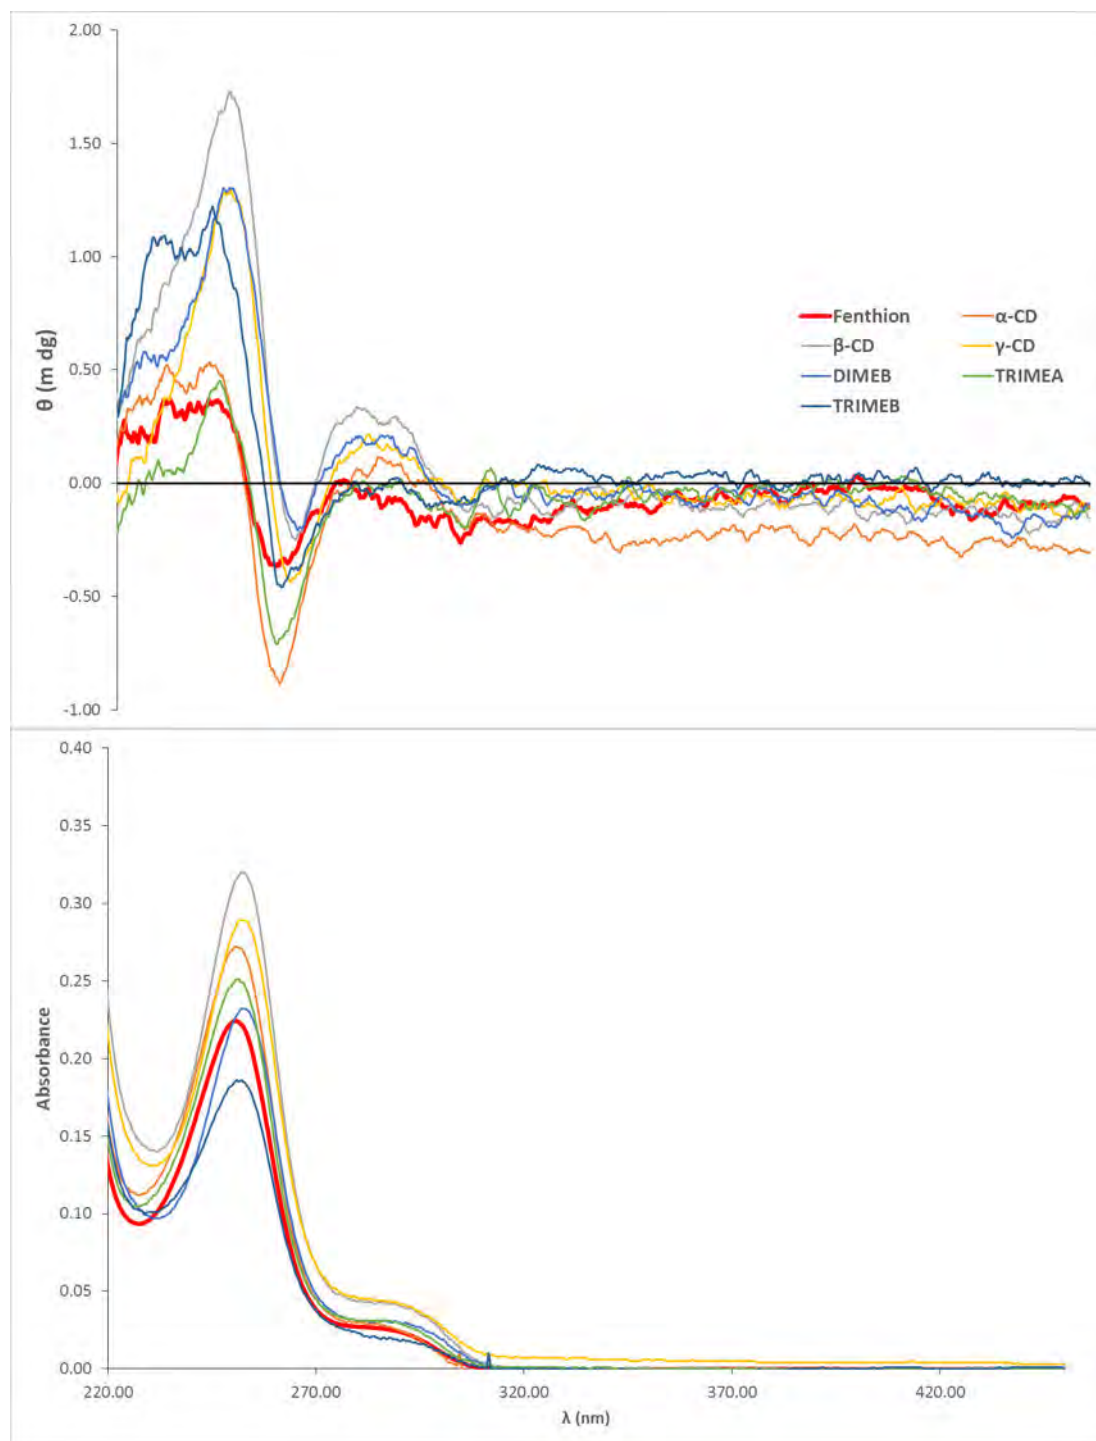 2.00
1.50
1.00
0.50
0.00
-0.50
-1.00
θ (m dg)
Fenthion α-CD
β-CD γ-CD
DIMEB TRIMEA
TRIMEB
0.40
0.35
0.30
0.25
0.20
0.15
0.10
0.05
0.00
Absorbance
220.00 270.00 320.00 370.00 420.00
λ (nm)